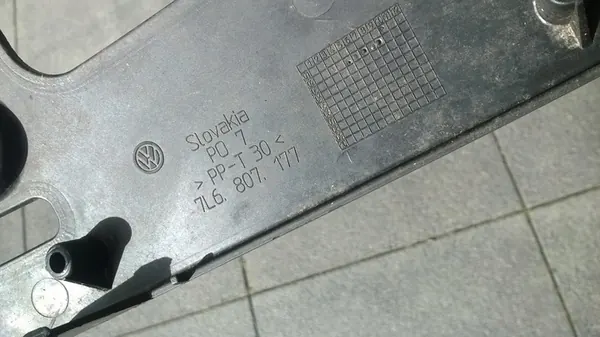 Slovakia
PO 7
> PP-T 30 <
7L6. 807. 177